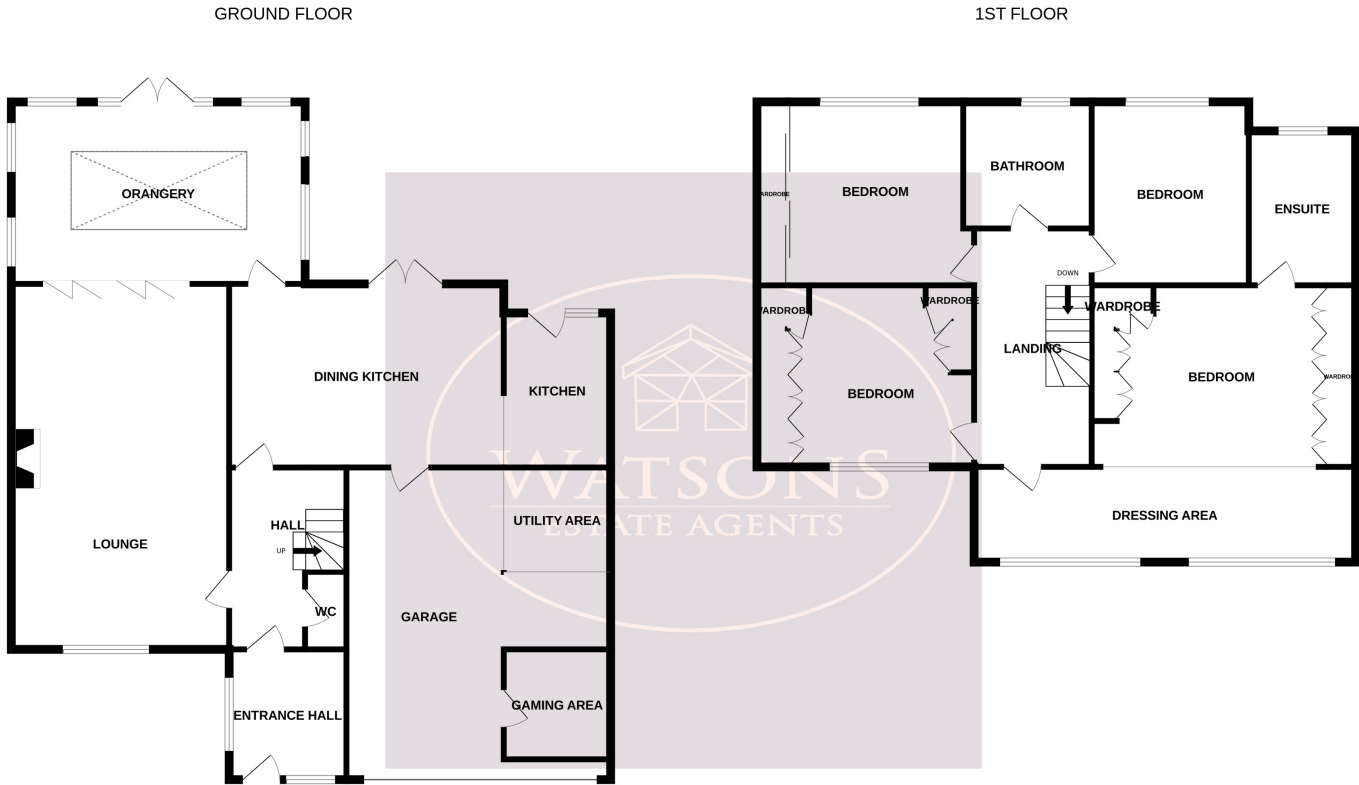 GROUND FLOOR
1ST FLOOR
ORANGERY
DINING KITCHEN
KITCHEN
LOUNGE
HALL
UP
WC
UTILITY AREA
GARAGE
GAMING AREA
ENTRANCE HALL
WATSONS
ESTATE AGENTS
WARDROBE
BEDROOM
BATHROOM
BEDROOM
ENSUITE
DOWN
WARDROBE
WARDROBE
WARDROBE
LANDING
BEDROOM
BEDROOM
WARDROBE
DRESSING AREA